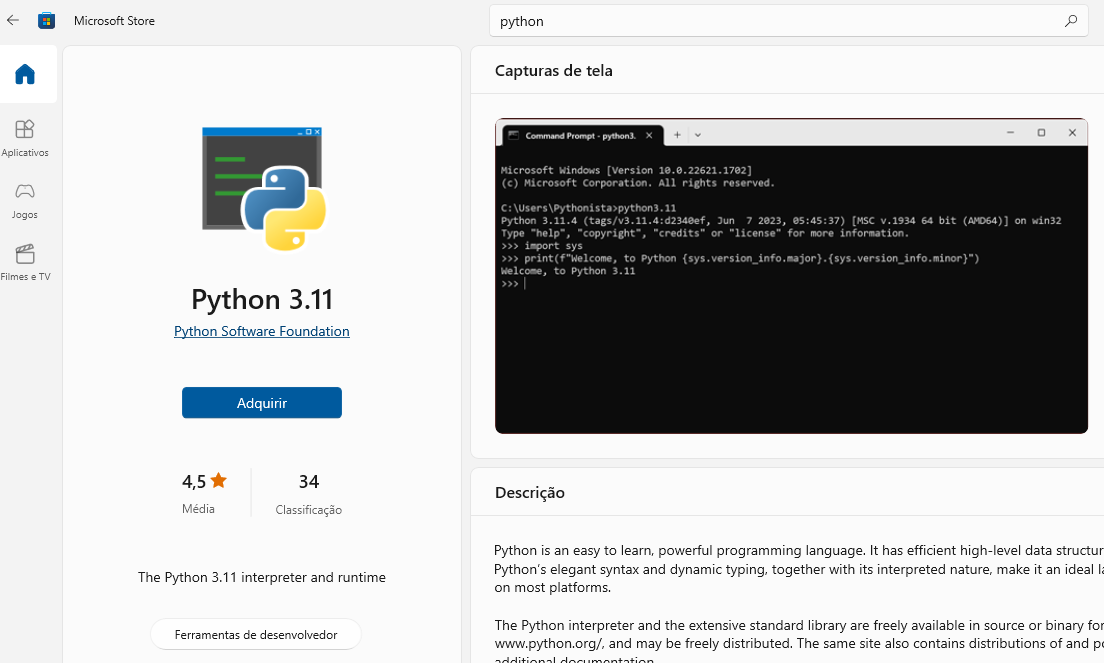 Microsoft Store
python
Aplicativos
Jogos
Filmes e TV
Python 3.11
Python Software Foundation
Adquirir
4,5
Média
34
Classificação
The Python 3.11 interpreter and runtime
Ferramentas de desenvolvedor
Capturas de tela
Command Prompt - python3.
Microsoft Windows [Version 10.0.22621.1702]
(c) Microsoft Corporation. All rights reserved.
C:\Users\Pythonista>python3.11
Python 3.11.4 (tags/v3.11.4:d2340ef, Jun  7 2023, 05:45:37) [MSC v.1934 64 bit (AMD64)] on win32
Type "help", "copyright", "credits" or "license" for more information.
>>> import sys
>>> print(f"Welcome, to Python {sys.version_info.major}.{sys.version_info.minor}")
Welcome, to Python 3.11
>>>
Descrição
Python is an easy to learn, powerful programming language. It has efficient high-level data structur
Python's elegant syntax and dynamic typing, together with its interpreted nature, make it an ideal la
on most platforms.
The Python interpreter and the extensive standard library are freely available in source or binary for
www.python.org/, and may be freely distributed. The same site also contains distributions of and po
additional documentation.